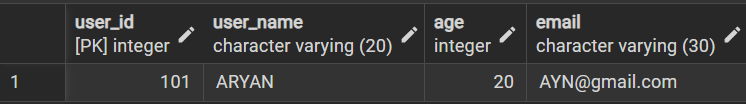 user_id user_name age email
[PK] integer character varying (20) integer character varying (30)
1 101 ARYAN 20 AYN@gmail.com